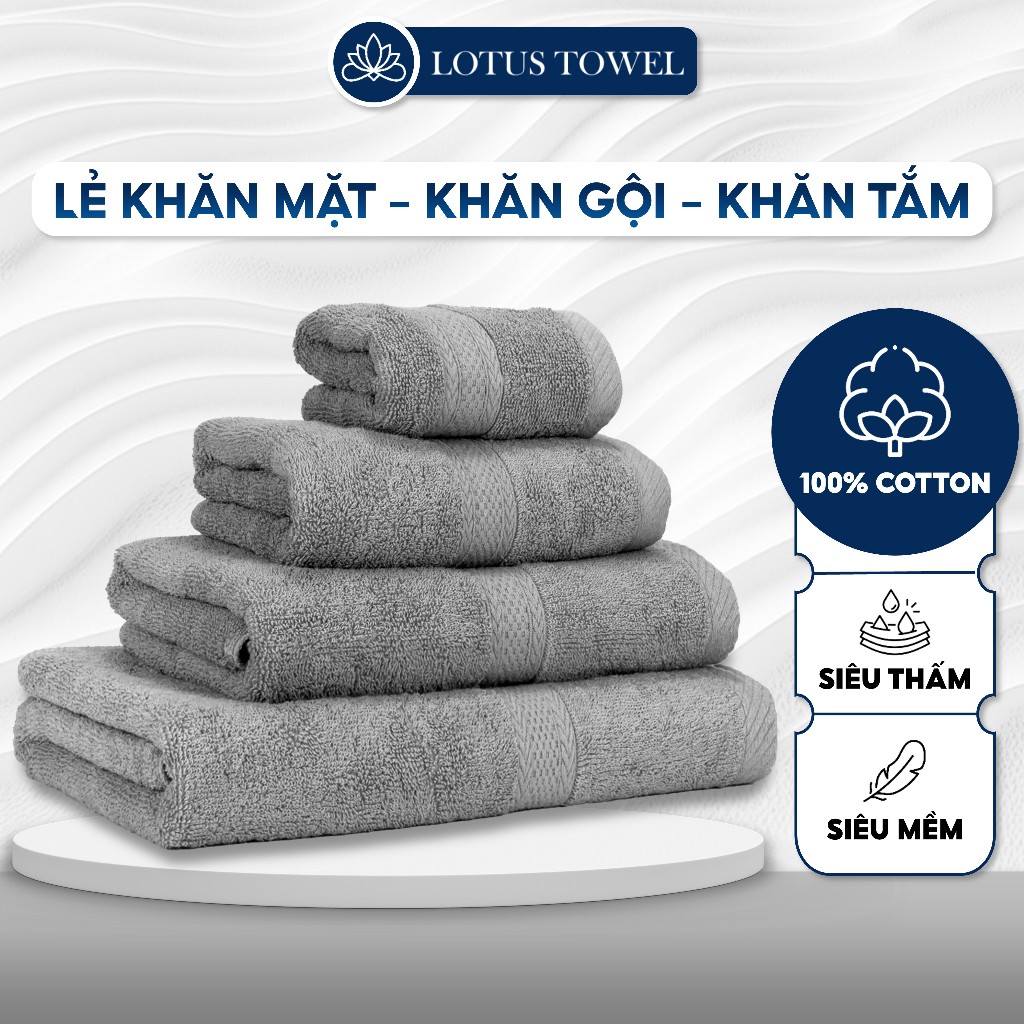 LOTUS TOWEL
LẺ KHĂN MẶT – KHĂN GỘI – KHĂN TẮM
100% COTTON
SIÊU THẤM
SIÊU MỀM